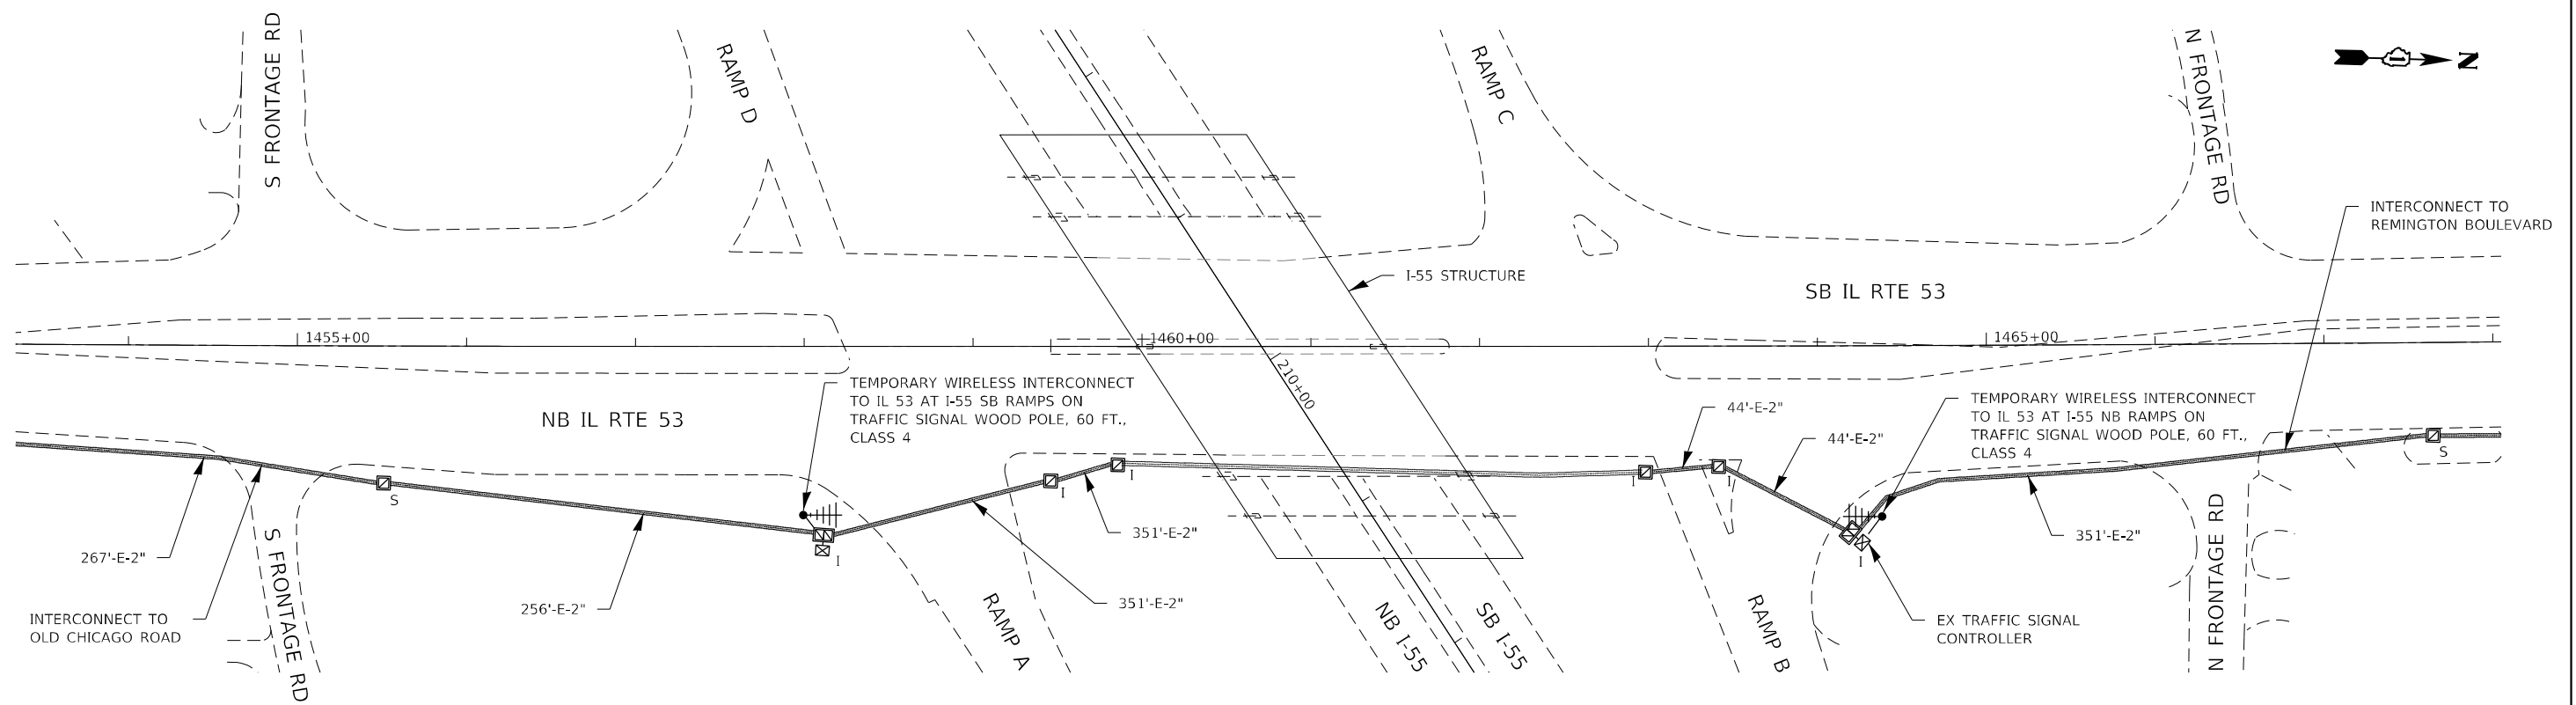 S FRONTAGE RD
RAMP D
RAMP C
N FRONTAGE RD
N
INTERCONNECT TO
REMINGTON BOULEVARD
I-55 STRUCTURE
SB IL RTE 53
1455+00
1460+00
1465+00
210+00
TEMPORARY WIRELESS INTERCONNECT
TO IL 53 AT I-55 SB RAMPS ON
TRAFFIC SIGNAL WOOD POLE, 60 FT.,
CLASS 4
NB IL RTE 53
TEMPORARY WIRELESS INTERCONNECT
TO IL 53 AT I-55 NB RAMPS ON
TRAFFIC SIGNAL WOOD POLE, 60 FT.,
CLASS 4
44'-E-2"
44'-E-2"
S
S
I
I
I
I
I
I
267'-E-2"
351'-E-2"
351'-E-2"
256'-E-2"
351'-E-2"
INTERCONNECT TO
OLD CHICAGO ROAD
S FRONTAGE RD
RAMP A
NB I-55
SB I-55
RAMP B
EX TRAFFIC SIGNAL
CONTROLLER
N FRONTAGE RD